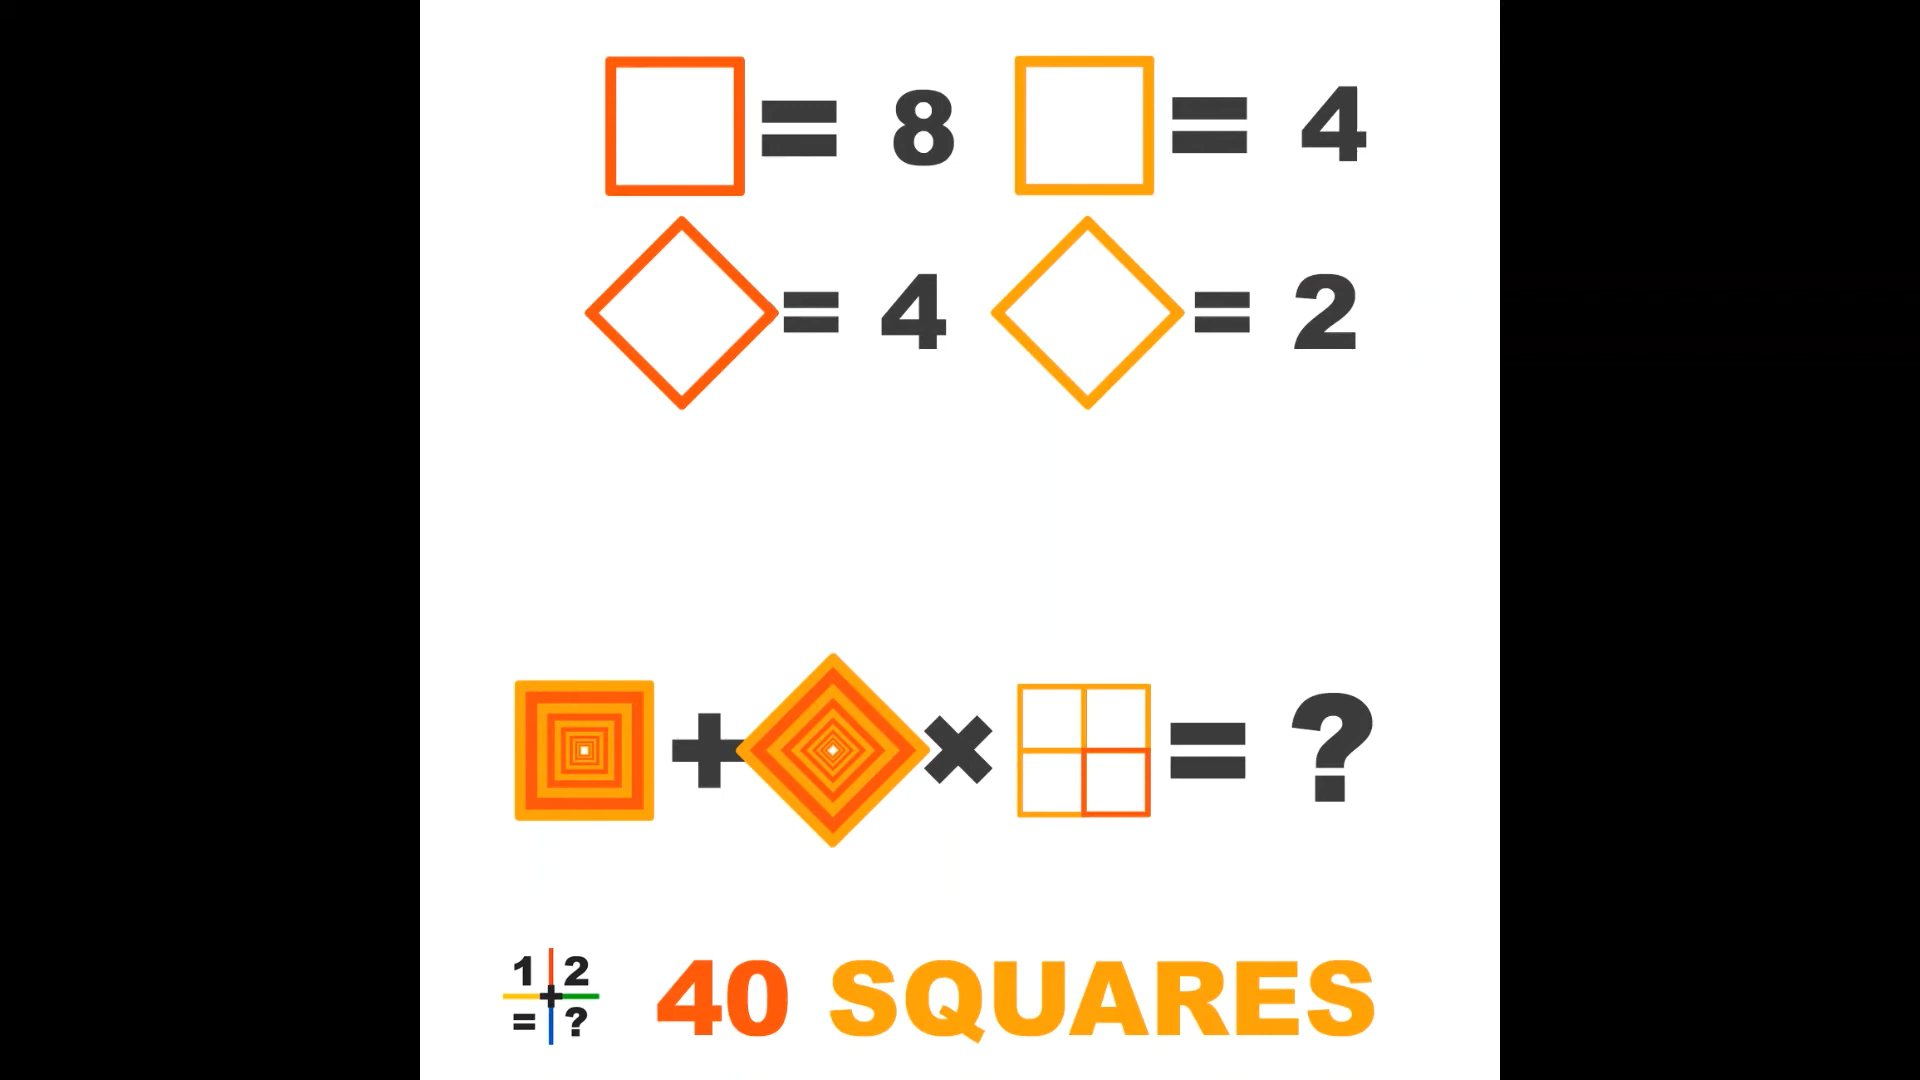 = 8 = 4
= 4 = 2
+ × = ?
1 2
+
= ?
40 SQUARES